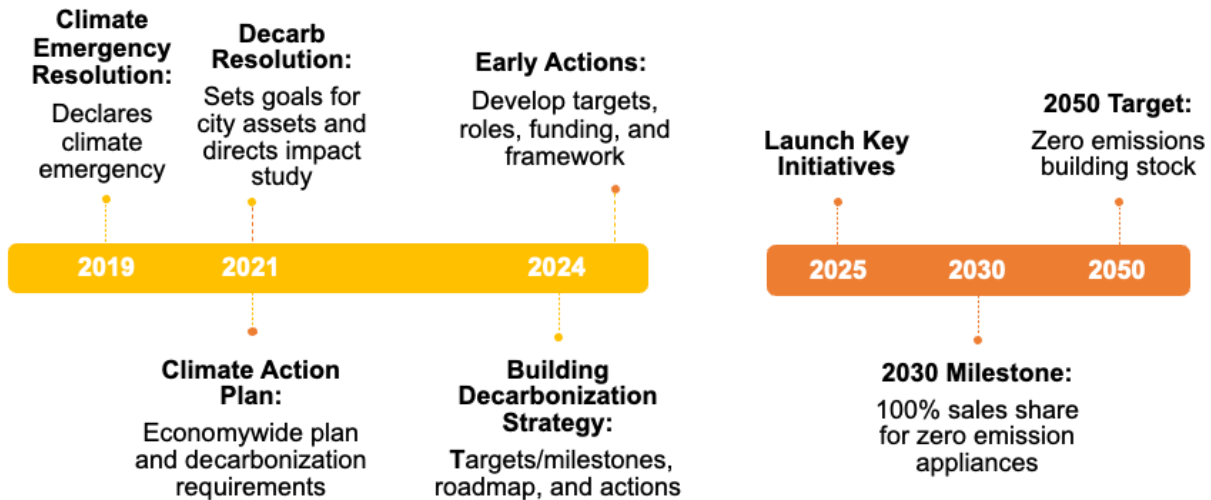 Climate
Emergency
Resolution:
Declares
climate
emergency
Decarb
Resolution:
Sets goals for
city assets and
directs impact
study
Early Actions:
Develop targets,
roles, funding, and
framework
Launch Key
Initiatives
2050 Target:
Zero emissions
building stock
2019
2021
2024
2025
2030
2050
Climate Action
Plan:
Economywide plan
and decarbonization
requirements
Building
Decarbonization
Strategy:
Targets/milestones,
roadmap, and actions
2030 Milestone:
100% sales share
for zero emission
appliances